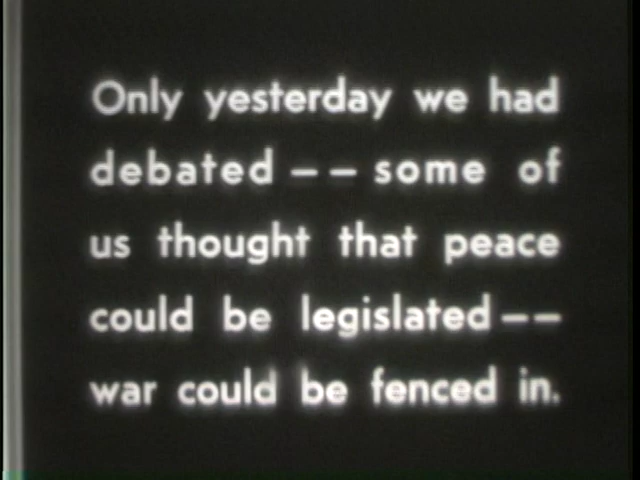 Only yesterday we had
debated -- some of
us thought that peace
could be legislated--
war could be fenced in.